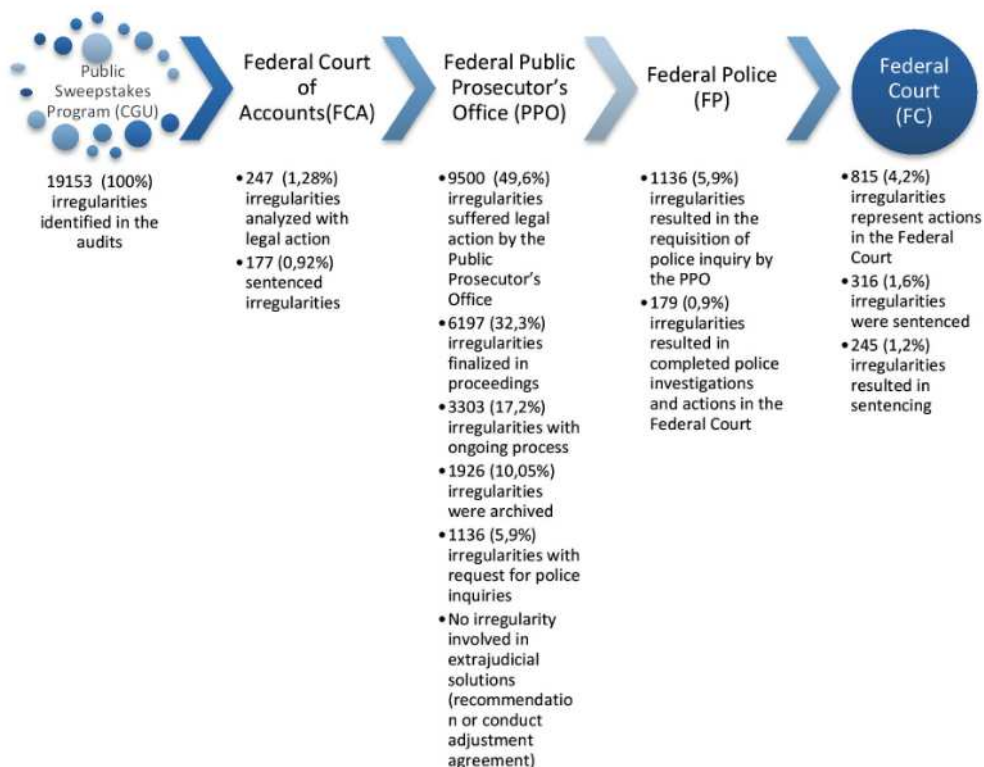 Public
Sweepstakes
Program (CGU)
19153 (100%)
irregularities
identified in the
audits
Federal Court
of
Accounts(FCA)
•247 (1,28%)
irregularities
analyzed with
legal action
•177 (0,92%)
sentenced
irregularities
Federal Public
Prosecutor's
Office (PPO)
•9500 (49,6%)
irregularities
suffered legal
action by the
Public
Prosecutor's
Office
•6197 (32,3%)
irregularities
finalized in
proceedings
•3303 (17,2%)
irregularities with
ongoing process
•1926 (10,05%)
irregularities
were archived
•1136 (5,9%)
irregularities with
request for police
inquiries
•No irregularity
involved in
extrajudicial
solutions
(recommendatio
n or conduct
adjustment
agreement)
Federal Police
(FP)
•1136 (5,9%)
irregularities
resulted in the
requisition of
police inquiry by
the PPO
•179 (0,9%)
irregularities
resulted in
completed police
investigations
and actions in the
Federal Court
Federal
Court
(FC)
•815 (4,2%)
irregularities
represent actions
in the Federal
Court
•316 (1,6%)
irregularities
were sentenced
•245 (1,2%)
irregularities
resulted in
sentencing